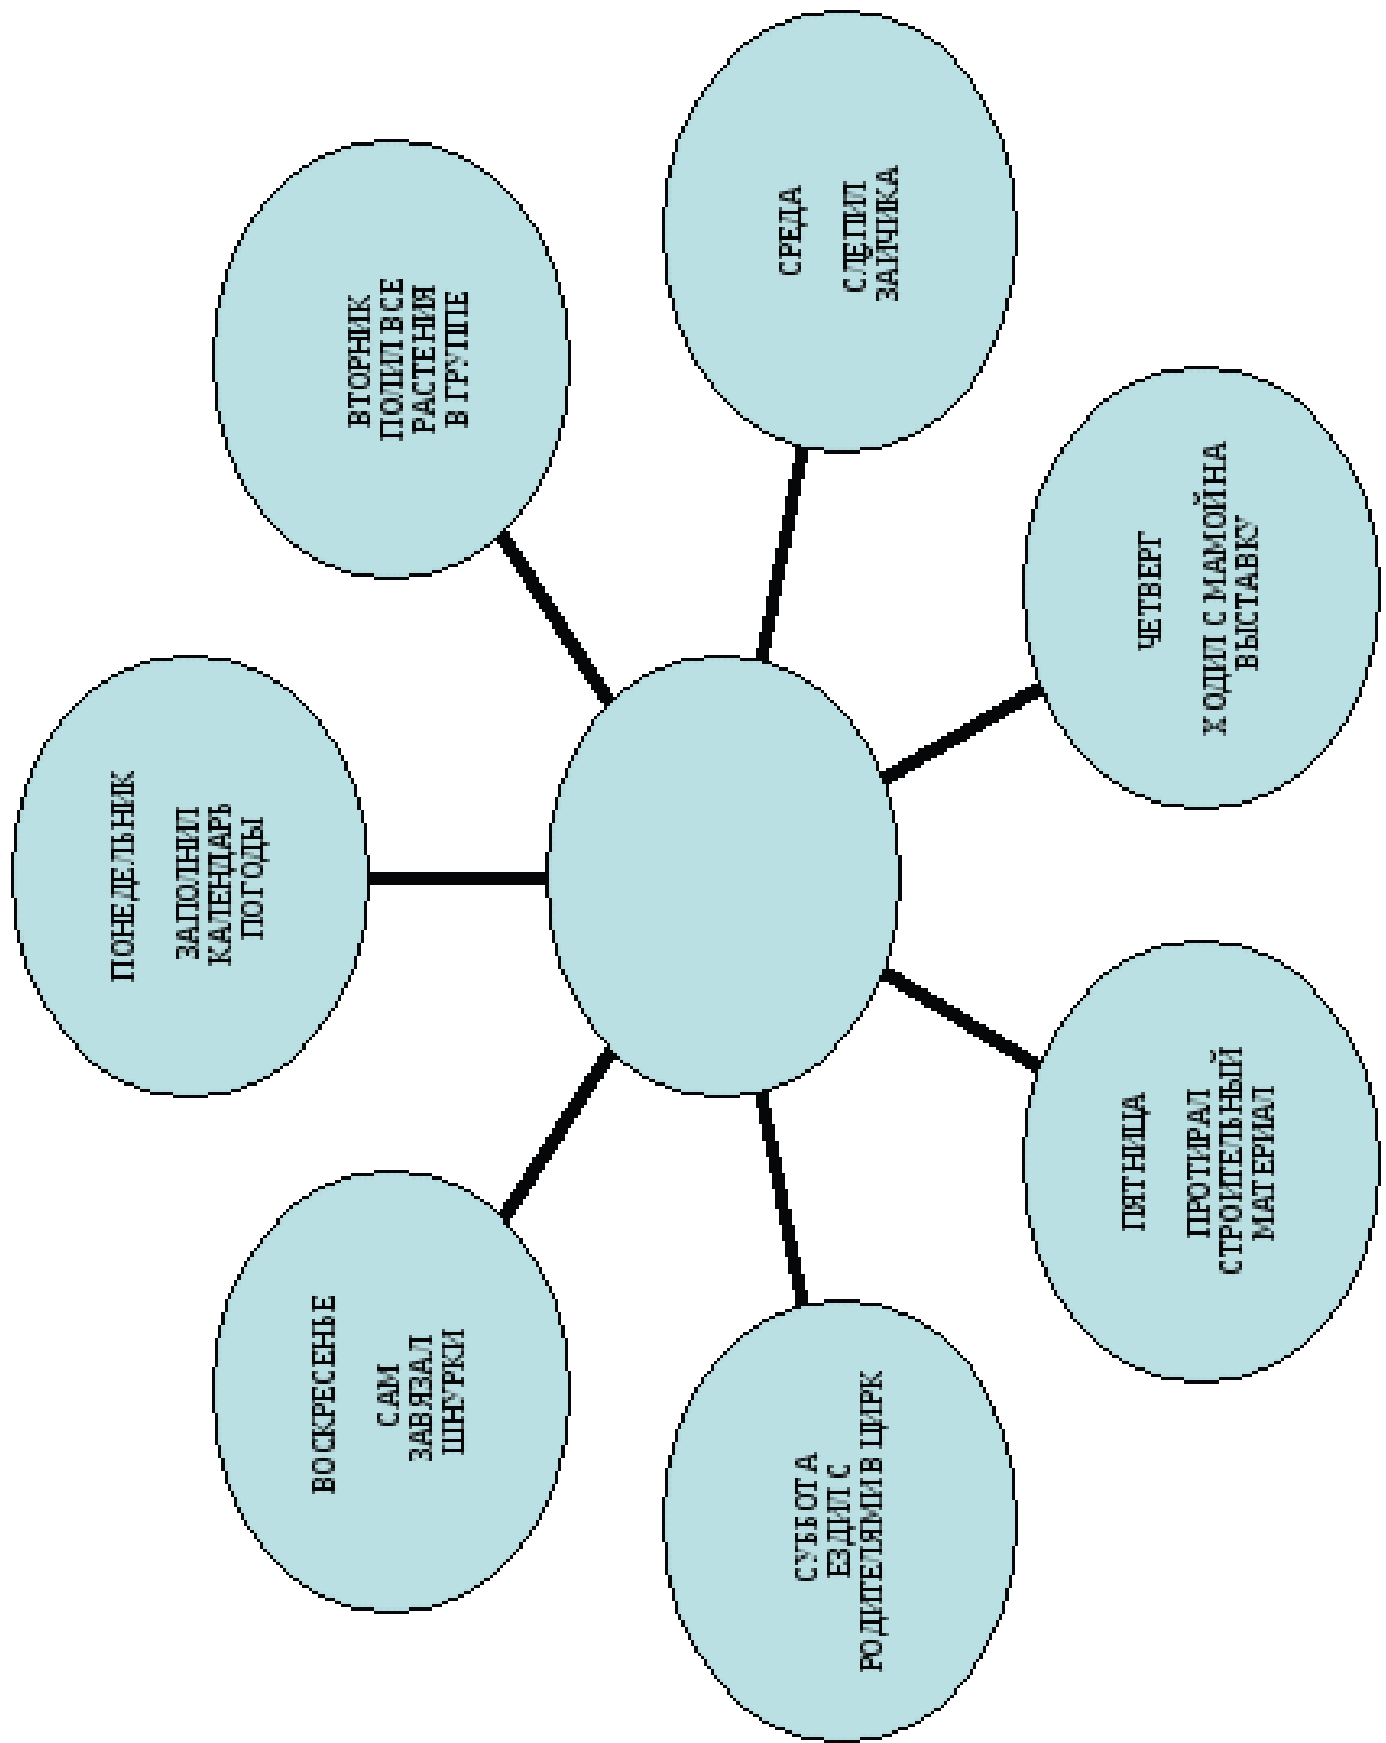 ПОНЕДЕЛЬНИК
ЗАПОЛНИЛ
КАЛЕНДАРЬ
ПОГОДЫ
ВТОРНИК
ПОЛИЛ ВСЕ
РАСТЕНИЯ
В ГРУППЕ
СРЕДА
СЛЕПИЛ
ЗАЙЧИКА
ЧЕТВЕРГ
ХОДИЛ С МАМОЙ НА
ВЫСТАВКУ
ПЯТНИЦА
ПРОТИРАЛ
СТРОИТЕЛЬНЫЙ
МАТЕРИАЛ
СУББОТА
ЕЗДИЛ С
РОДИТЕЛЯМИ В ЦИРК
ВОСКРЕСЕНЬЕ
САМ
ЗАВЯЗАЛ
ШНУРКИ